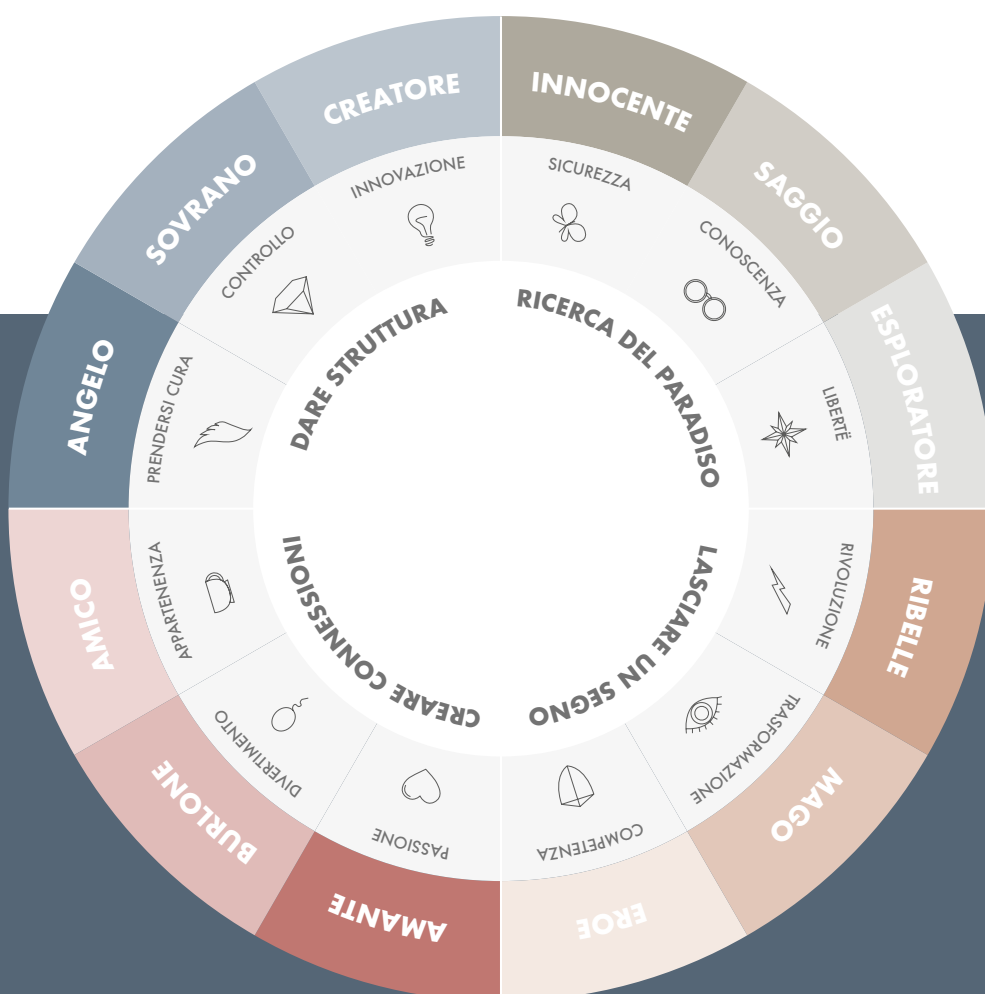 INNOCENTE
SAGGIO
ESPLORATORE
RIBELLE
MAGO
EROE
AMANTE
BURLONE
AMICO
ANGELO
SOVRANO
CREATORE
SICUREZZA
CONOSCENZA
LIBERTË
RIVOLUZIONE
TRASFORMAZIONE
COMPETENZA
PASSIONE
DIVERTIMENTO
APPARTENENZA
PRENDERSI CURA
CONTROLLO
INNOVAZIONE
RICERCA DEL PARADISO
LASCIARE UN SEGNO
CREARE CONNESSIONI
DARE STRUTTURA